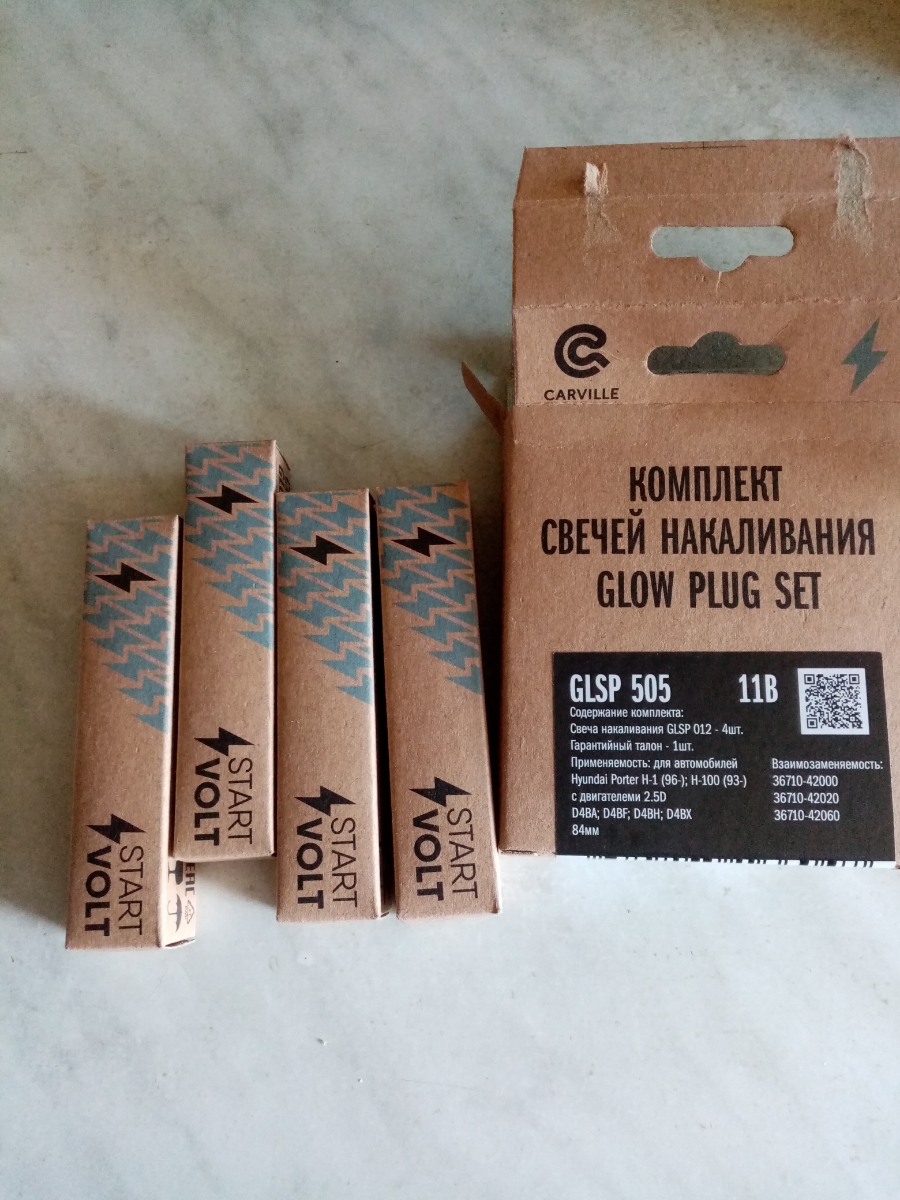 CARVILLE
КОМПЛЕКТ
СВЕЧЕЙ НАКАЛИВАНИЯ
GLOW PLUG SET
GLSP 505 11В
Содержание комплекта:
Свеча накаливания GLSP 012 - 4шт.
Гарантийный талон - 1шт.
Применяемость: для автомобилей
Hyundai Porter H-1 (96-); H-100 (93-)
с двигателеми 2.5D
D4BA; D4BF; D4BH; D4BX
84мм
Взаимозаменяемость:
36710-42000
36710-42020
36710-42060
START
VOLT
START
VOLT
START
VOLT
START
VOLT
EAC